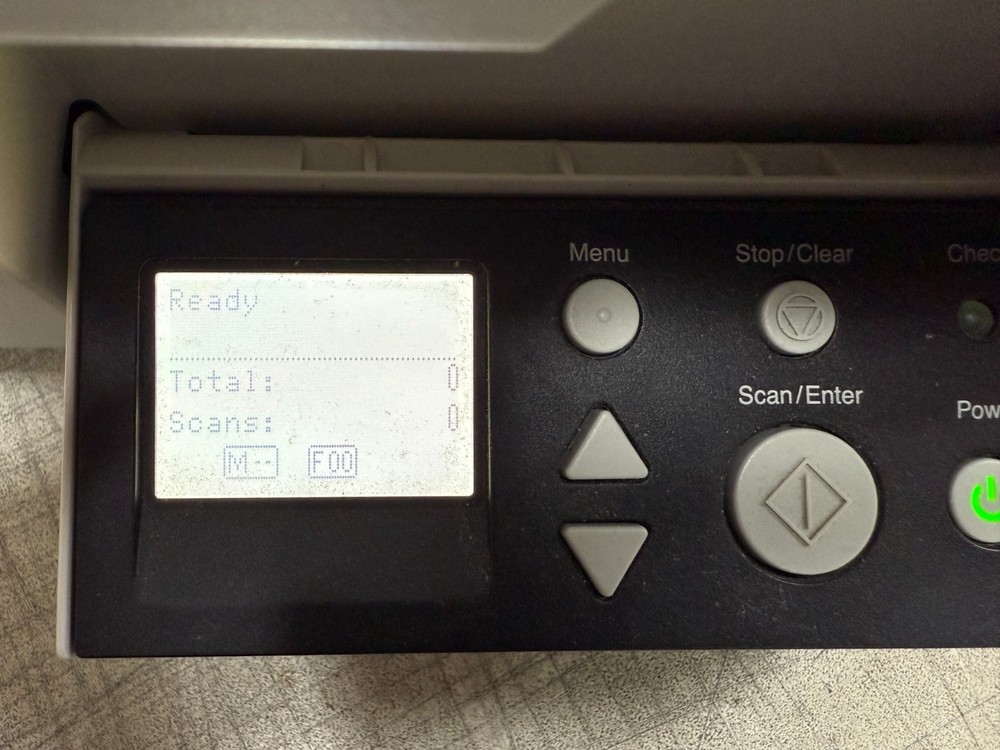 Ready
Total: 0
Scans: 0
M -- F00
Menu
Stop/Clear
Scan/Enter